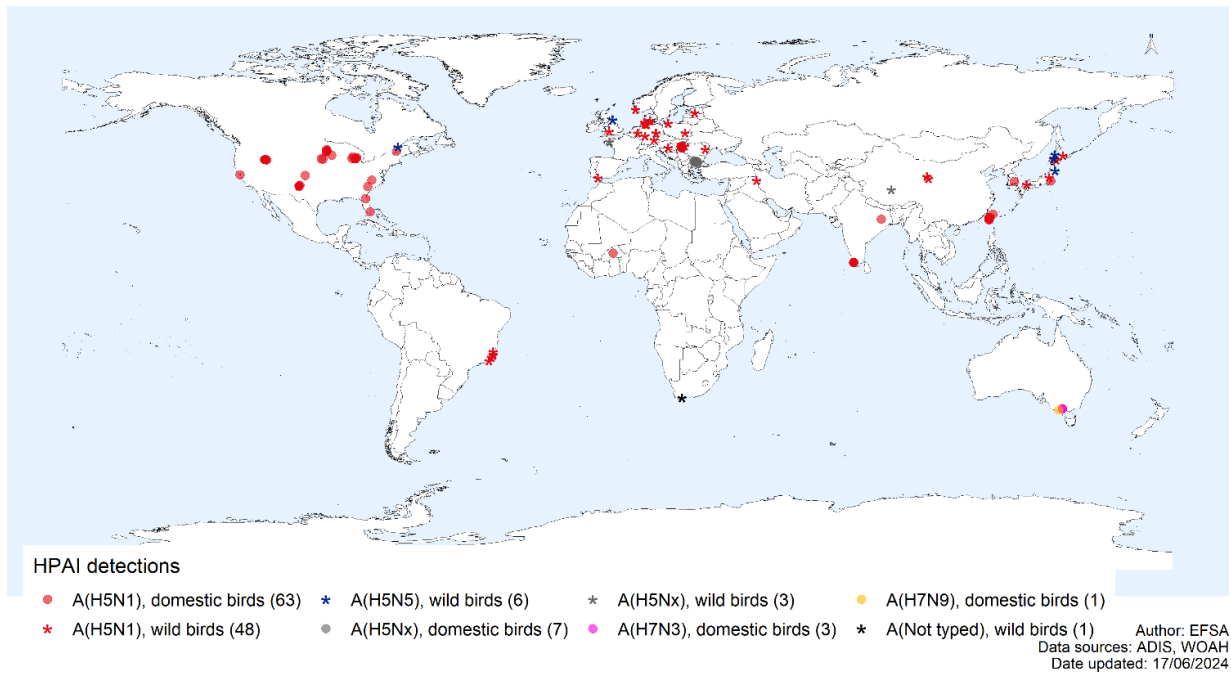 N
HPAI detections
A(H5N1), domestic birds (63)
A(H5N5), wild birds (6)
A(H5Nx), wild birds (3)
A(H7N9), domestic birds (1)
A(H5N1), wild birds (48)
A(H5Nx), domestic birds (7)
A(H7N3), domestic birds (3)
A(Not typed), wild birds (1)
Author: EFSA
Data sources: ADIS, WOAH
Date updated: 17/06/2024